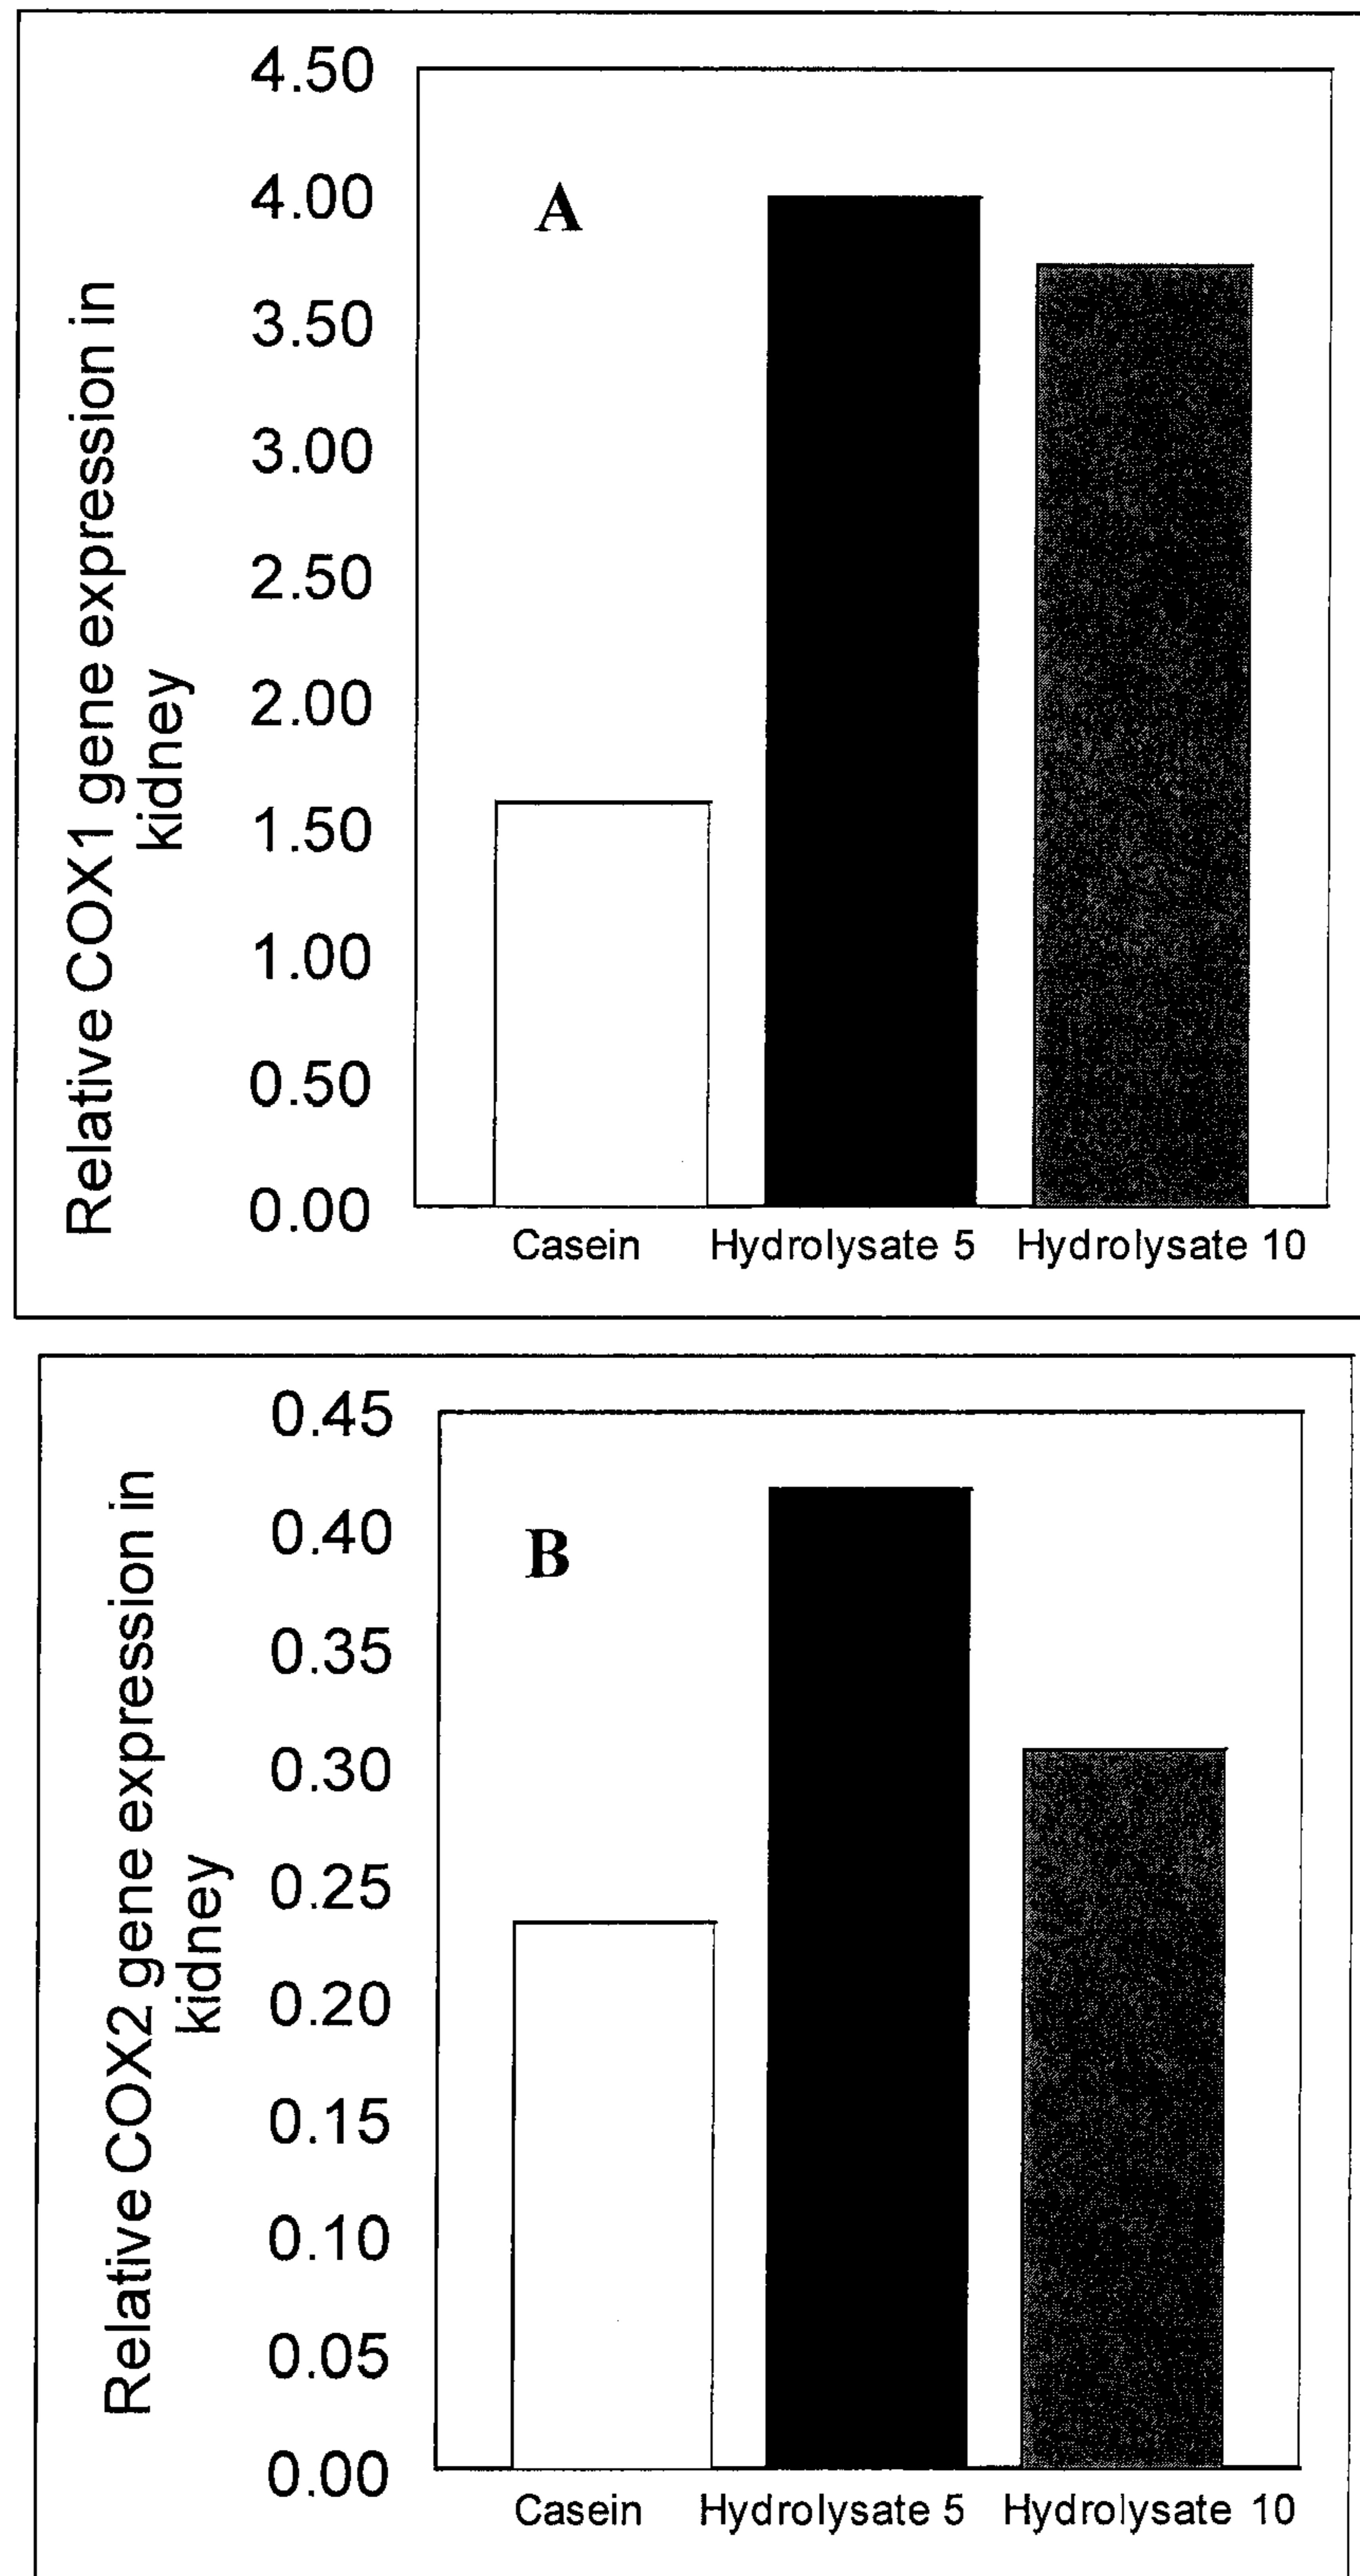 4.50
4.00
3.50
3.00
2.50
2.00
1.50
1.00
0.50
0.00
Relative COX1 gene expression in
kidney
A
Casein Hydrolysate 5 Hydrolysate 10
0.45
0.40
0.35
0.30
0.25
0.20
0.15
0.10
0.05
0.00
Relative COX2 gene expression in
kidney
B
Casein Hydrolysate 5 Hydrolysate 10